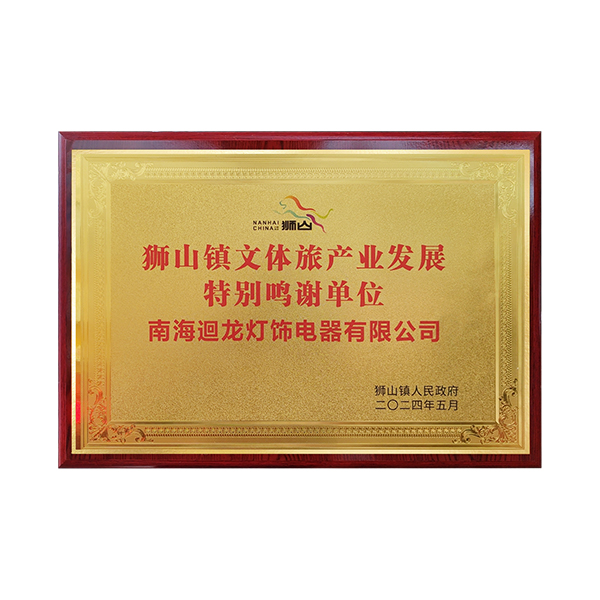 NANHAI
CHINA 狮山
狮山镇文体旅产业发展
特别鸣谢单位
南海迴龙灯饰电器有限公司
狮山镇人民政府
二〇二四年五月